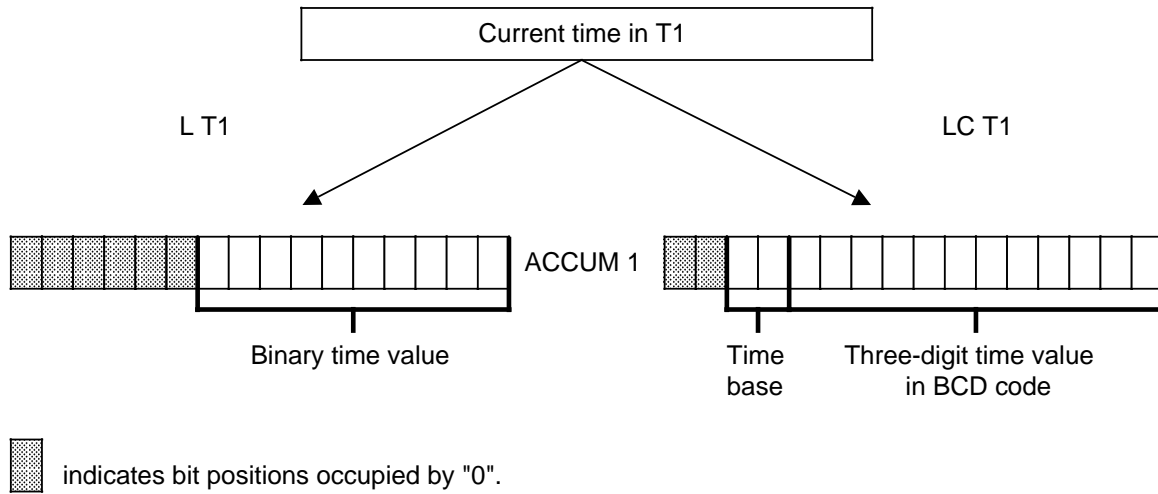 Current time in T1
L T1
LC T1
ACCUM 1
Binary time value
Time
base
Three-digit time value
in BCD code
indicates bit positions occupied by "0".